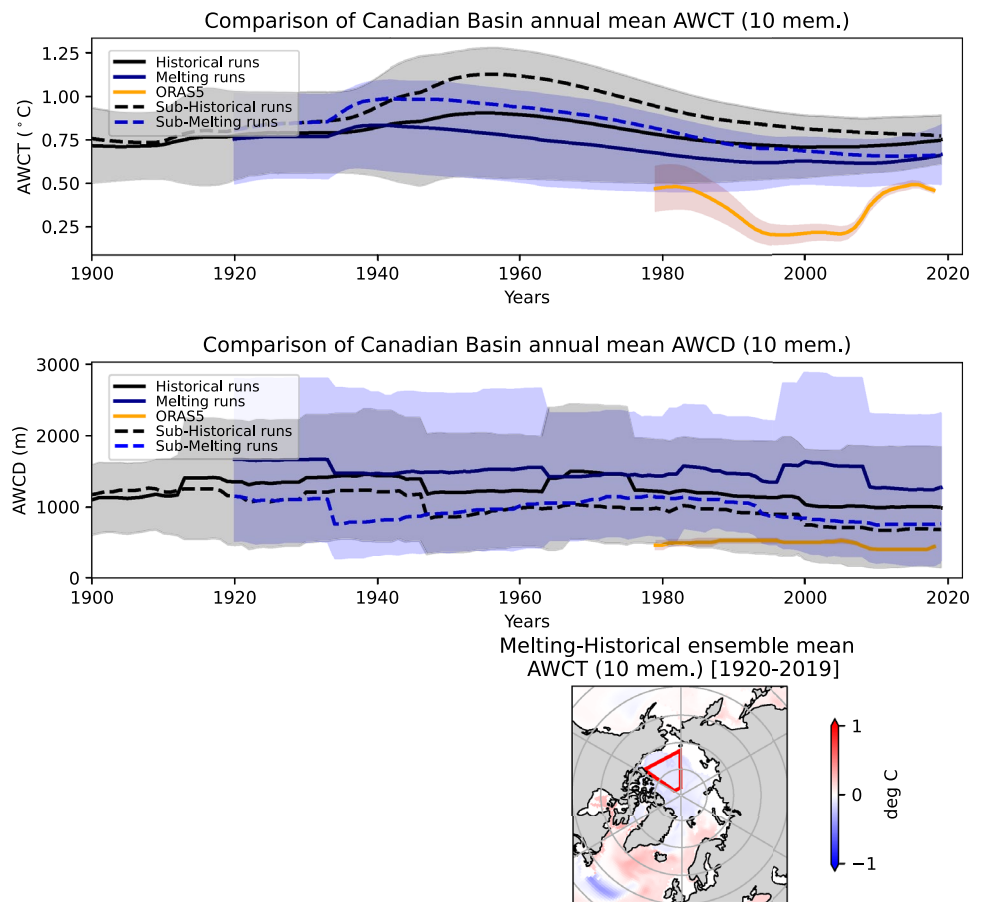 Comparison of Canadian Basin annual mean AWCT (10 mem.)
AWCT (°C)
1.25
1.00
0.75
0.50
0.25
Historical runs
Melting runs
ORAS5
Sub-Historical runs
Sub-Melting runs
1900 1920 1940 1960 1980 2000 2020
Years
Comparison of Canadian Basin annual mean AWCD (10 mem.)
AWCD (m)
3000
2000
1000
0
Historical runs
Melting runs
ORAS5
Sub-Historical runs
Sub-Melting runs
1900 1920 1940 1960 1980 2000 2020
Years
Melting-Historical ensemble mean
AWCT (10 mem.) [1920-2019]
1
0
−1
deg C